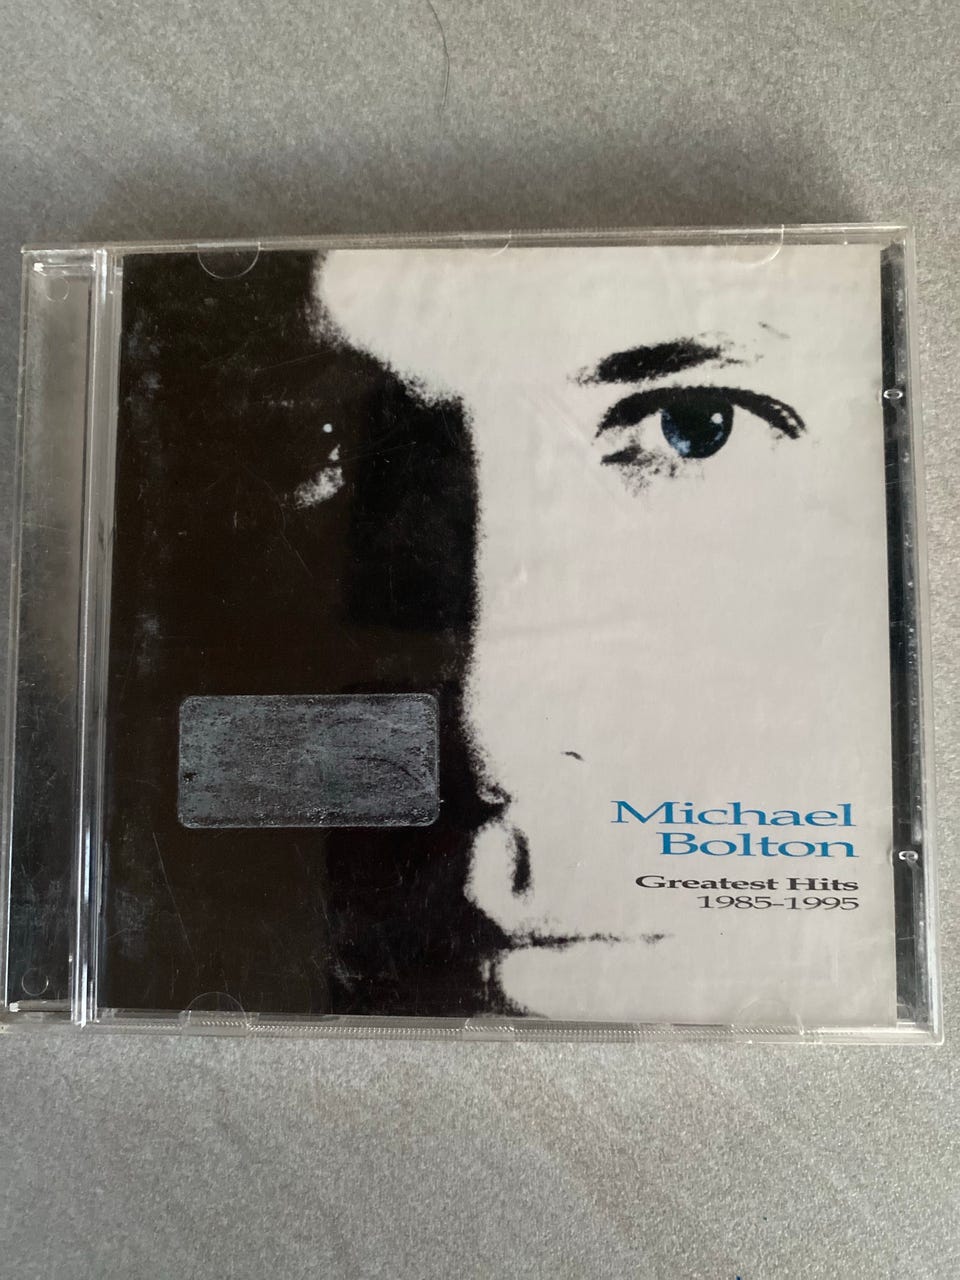 Michael
Bolton
Greatest Hits
1985-1995